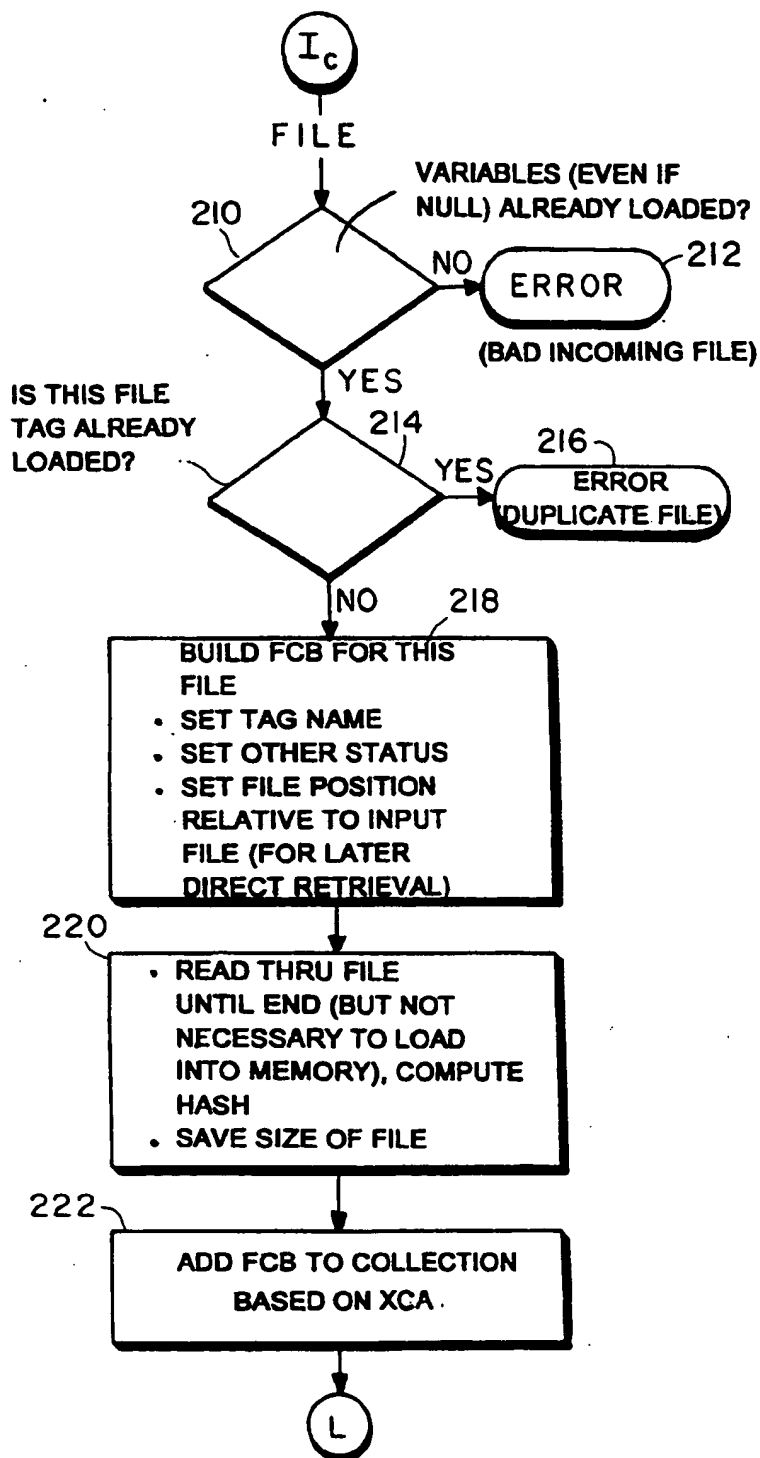 Ic
FILE
VARIABLES (EVEN IF
NULL) ALREADY LOADED?
210
NO
212
ERROR
(BAD INCOMING FILE)
YES
IS THIS FILE
TAG ALREADY
LOADED?
214
YES
216
ERROR
(DUPLICATE FILE)
NO
218
BUILD FCB FOR THIS
FILE
• SET TAG NAME
• SET OTHER STATUS
• SET FILE POSITION
RELATIVE TO INPUT
FILE (FOR LATER
DIRECT RETRIEVAL)
220
• READ THRU FILE
UNTIL END (BUT NOT
NECESSARY TO LOAD
INTO MEMORY), COMPUTE
HASH
• SAVE SIZE OF FILE
222
ADD FCB TO COLLECTION
BASED ON XCA
L